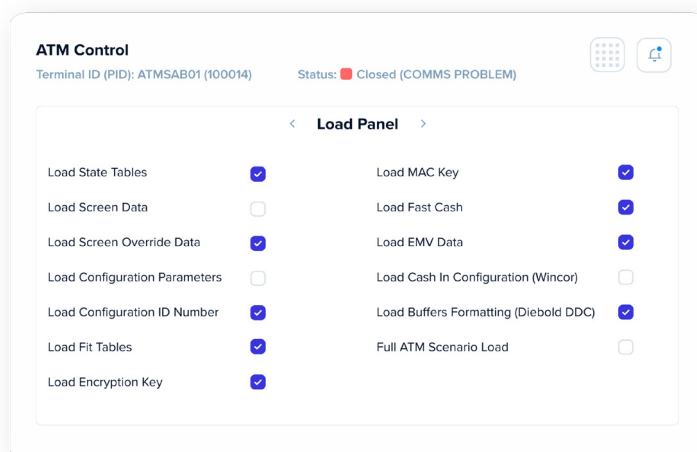 ATM Control
Terminal ID (PID): ATMSAB01 (100014)
Status: Closed (COMMS PROBLEM)
Load Panel
Load State Tables
Load Screen Data
Load Screen Override Data
Load Configuration Parameters
Load Configuration ID Number
Load Fit Tables
Load Encryption Key
Load MAC Key
Load Fast Cash
Load EMV Data
Load Cash In Configuration (Wincor)
Load Buffers Formatting (Diebold DDC)
Full ATM Scenario Load